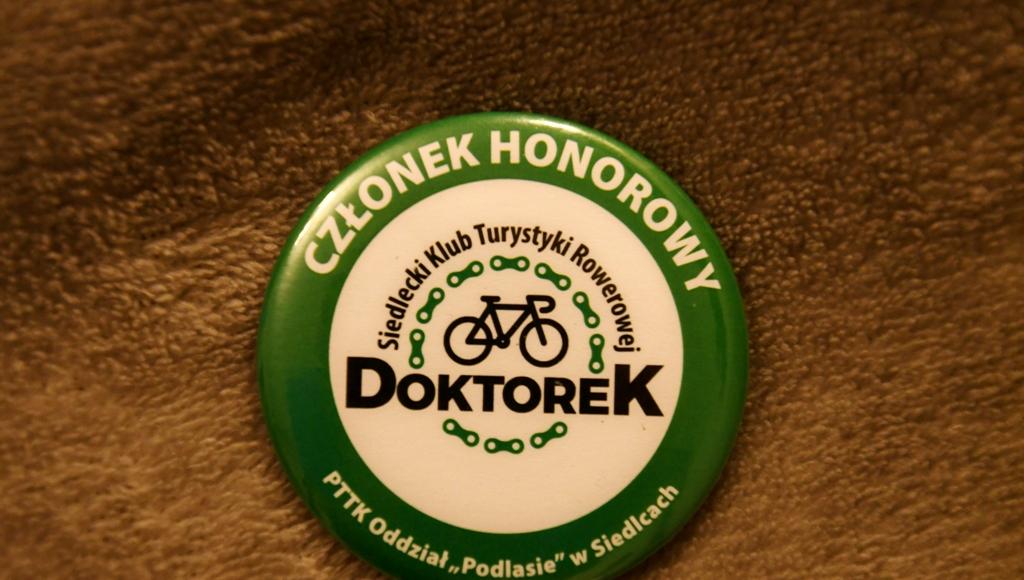 CZŁONEK HONOROWY
Siedlecki Klub Turystyki Rowerowej
DOKTOREK
PTTK Oddział „Podlasie” w Siedlcach